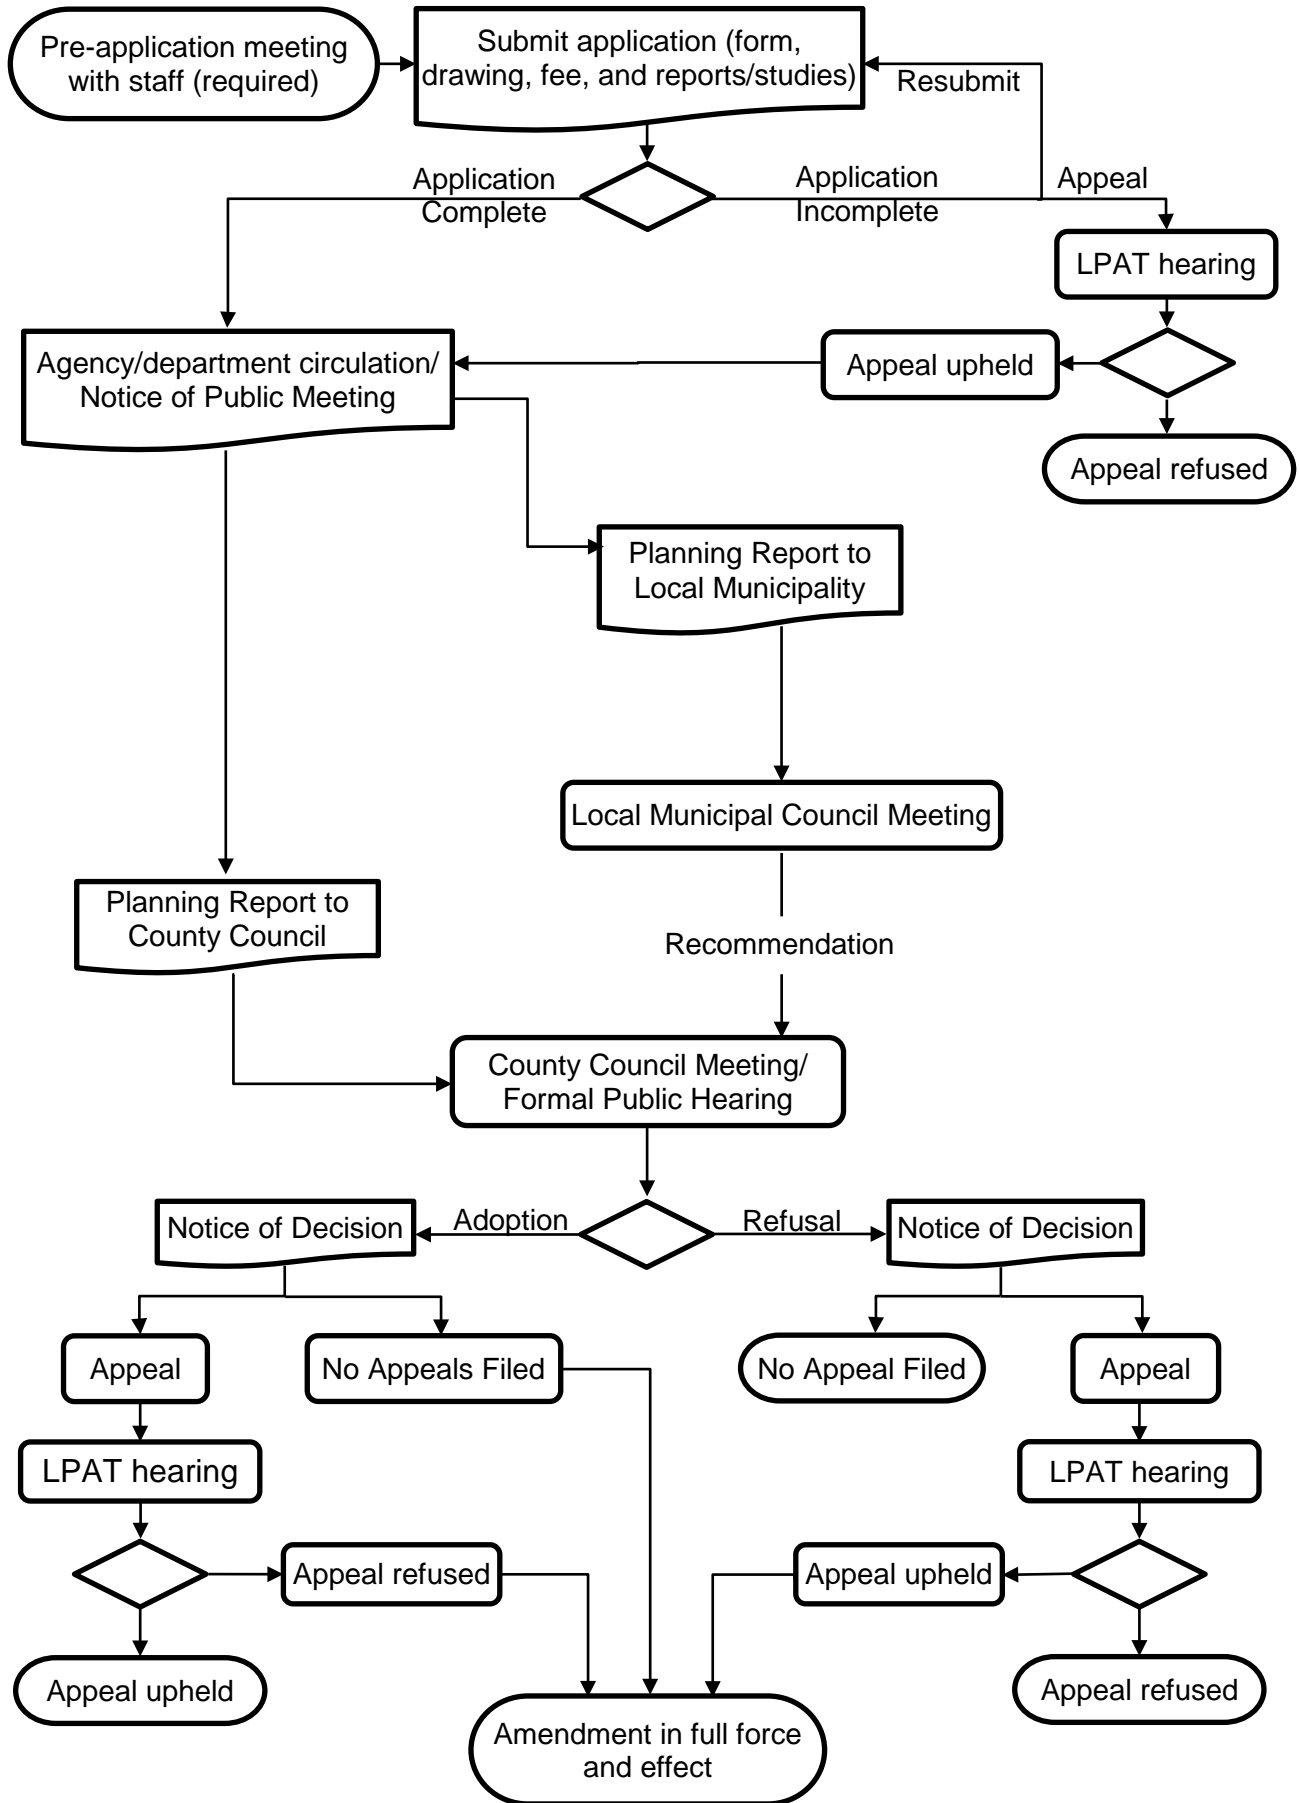 Pre-application meeting
with staff (required)
Submit application (form,
drawing, fee, and reports/studies)
Resubmit
Application
Complete
Application
Incomplete
Appeal
LPAT hearing
Agency/department circulation/
Notice of Public Meeting
Appeal upheld
Appeal refused
Planning Report to
Local Municipality
Local Municipal Council Meeting
Planning Report to
County Council
Recommendation
County Council Meeting/
Formal Public Hearing
Notice of Decision
Adoption
Refusal
Notice of Decision
Appeal
No Appeals Filed
No Appeal Filed
Appeal
LPAT hearing
LPAT hearing
Appeal refused
Appeal upheld
Appeal upheld
Appeal refused
Amendment in full force
and effect